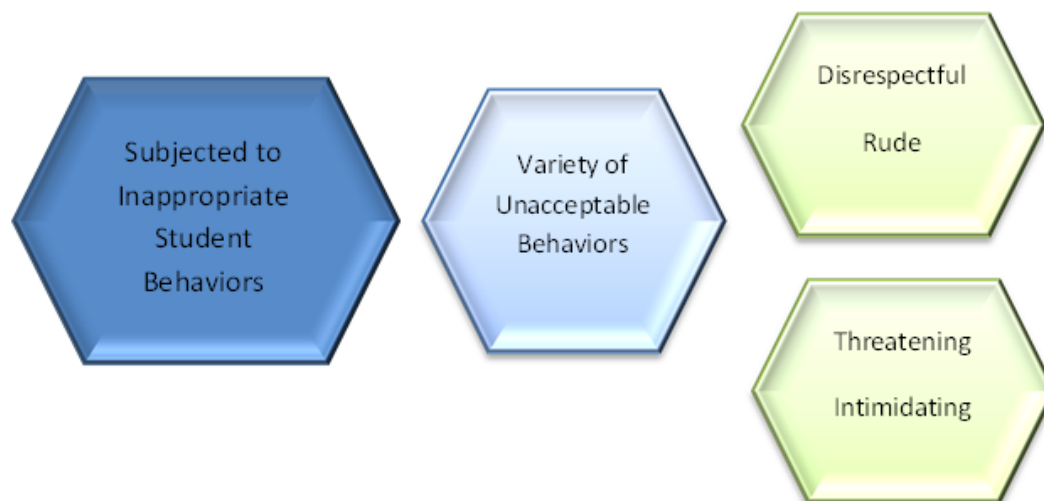 Subjected to
Inappropriate
Student
Behaviors
Variety of
Unacceptable
Behaviors
Disrespectful
Rude
Threatening
Intimidating